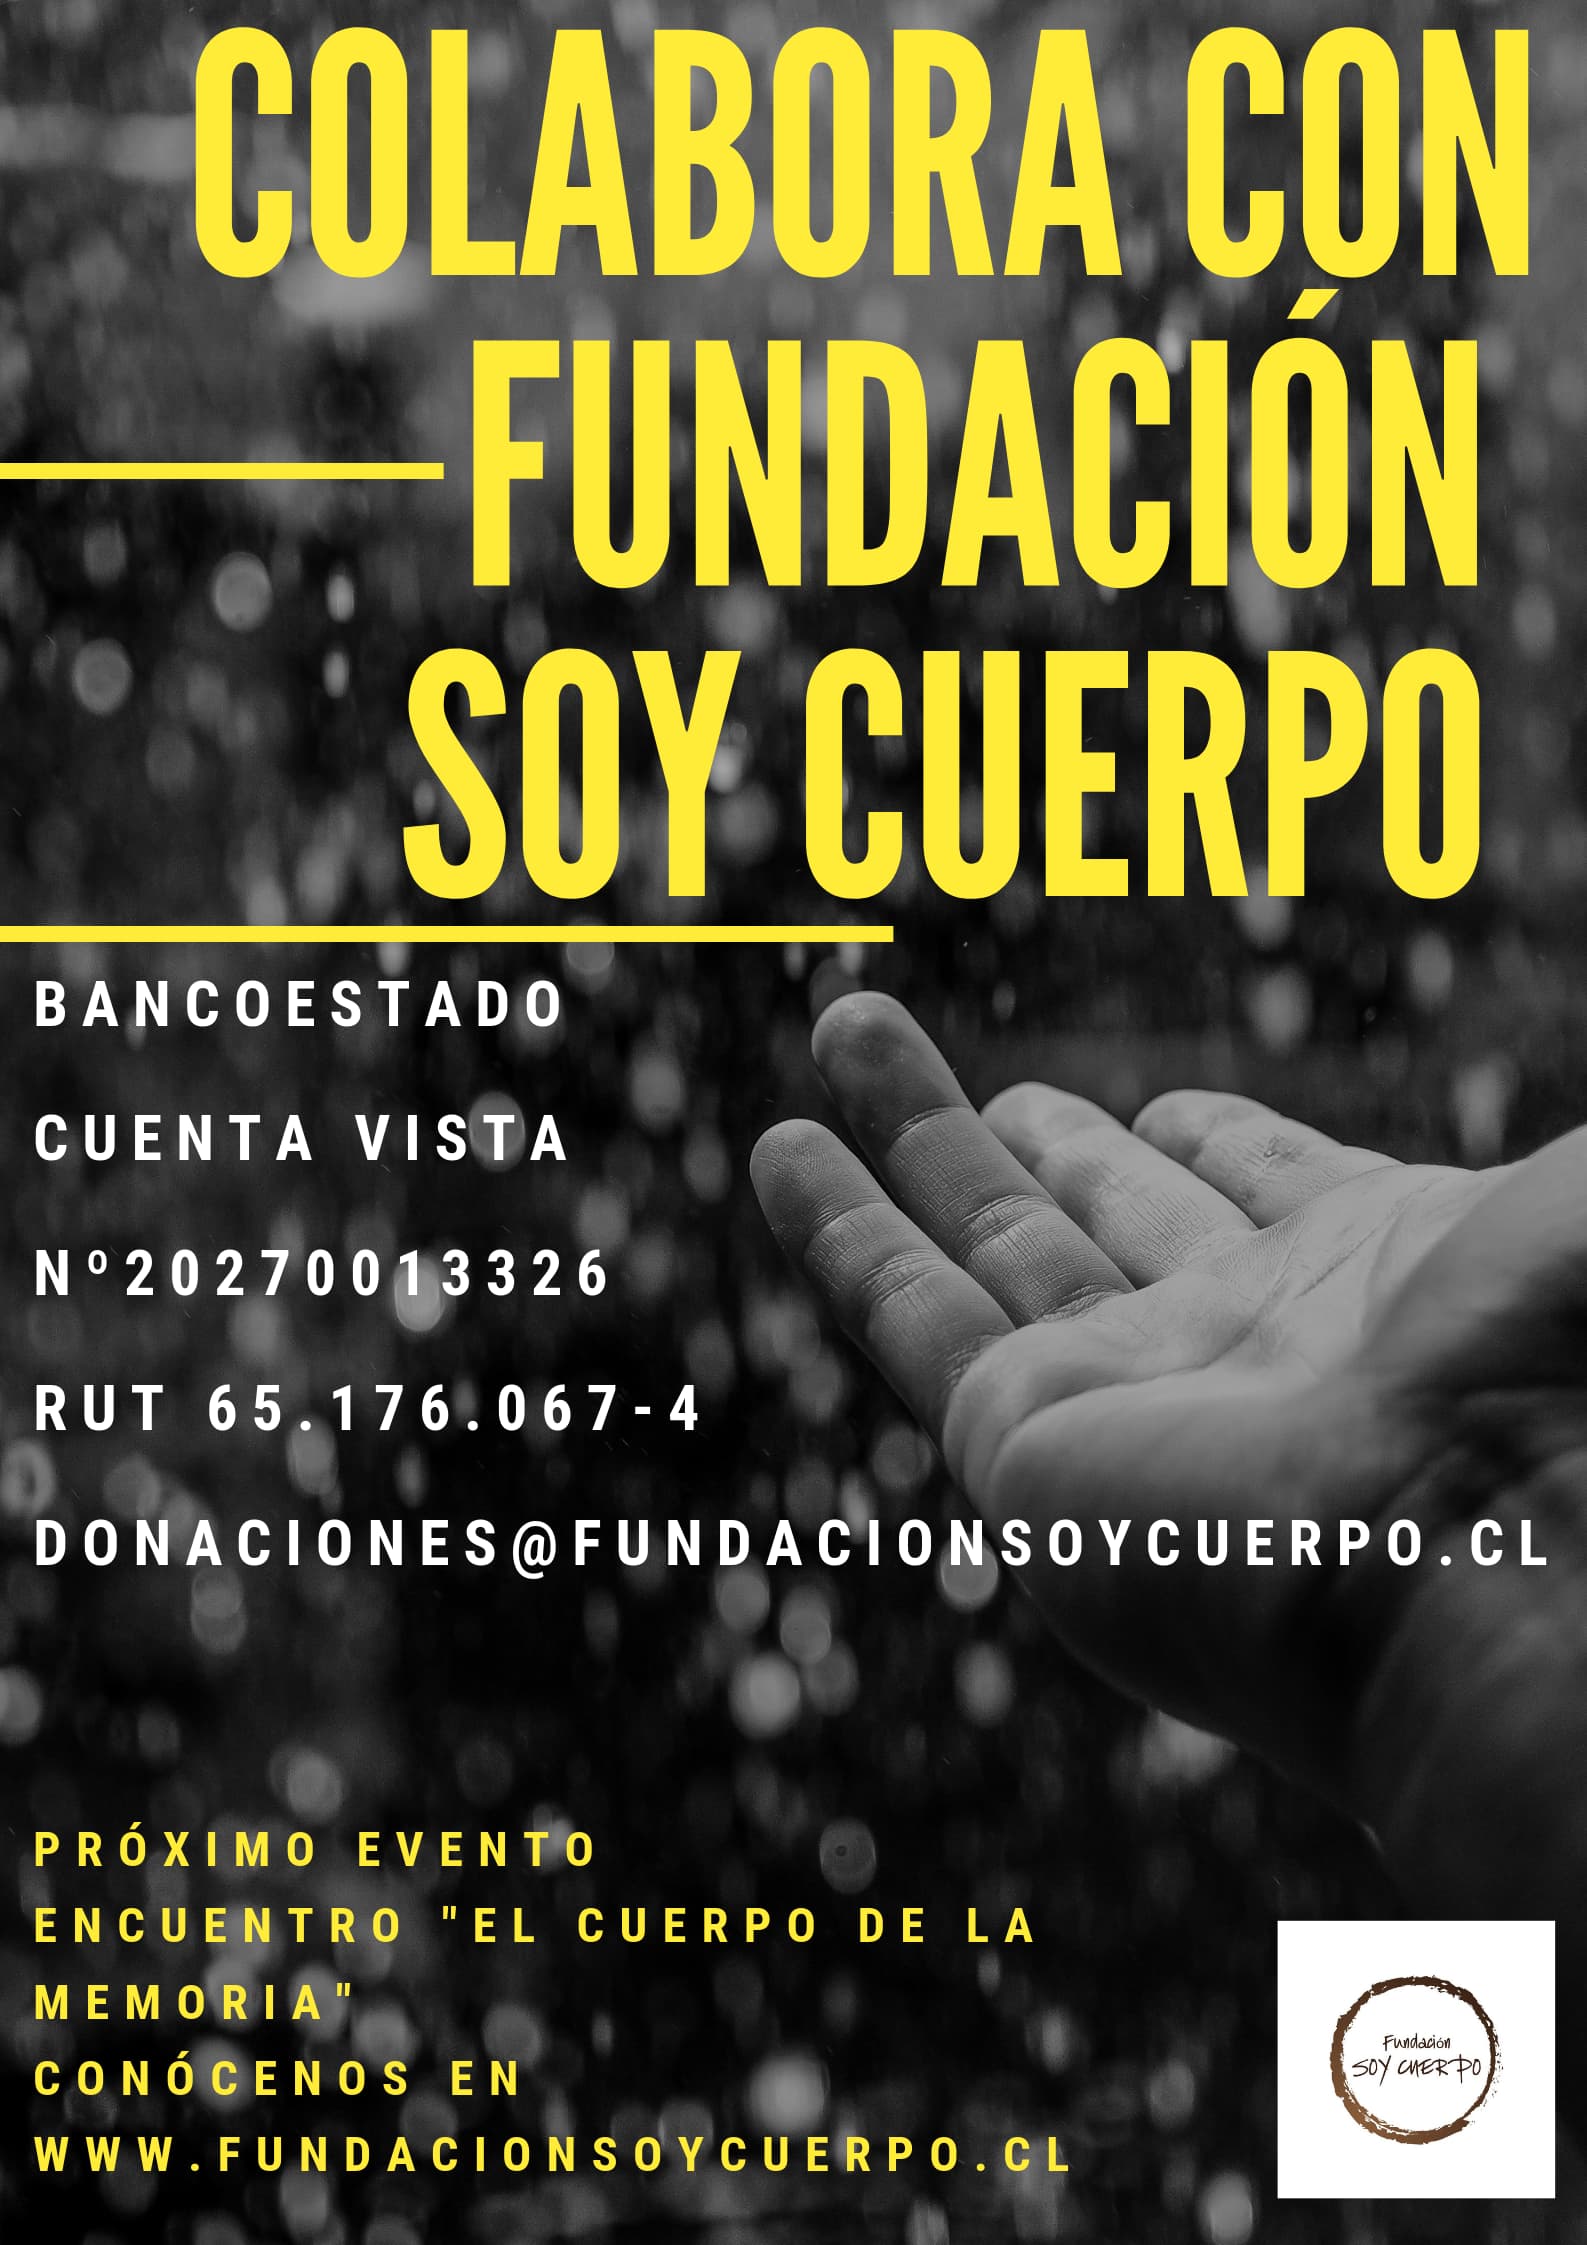 COLABORA CON
FUNDACIÓN
SOY CUERPO
BANCOESTADO
CUENTA VISTA
Nº20270013326
RUT 65.176.067-4
DONACIONES@FUNDACIONSOYCUERPO.CL
PRÓXIMO EVENTO
ENCUENTRO "EL CUERPO DE LA
MEMORIA"
CONÓCENOS EN
WWW.FUNDACIONSOYCUERPO.CL
Fundación
SOY CUERPO